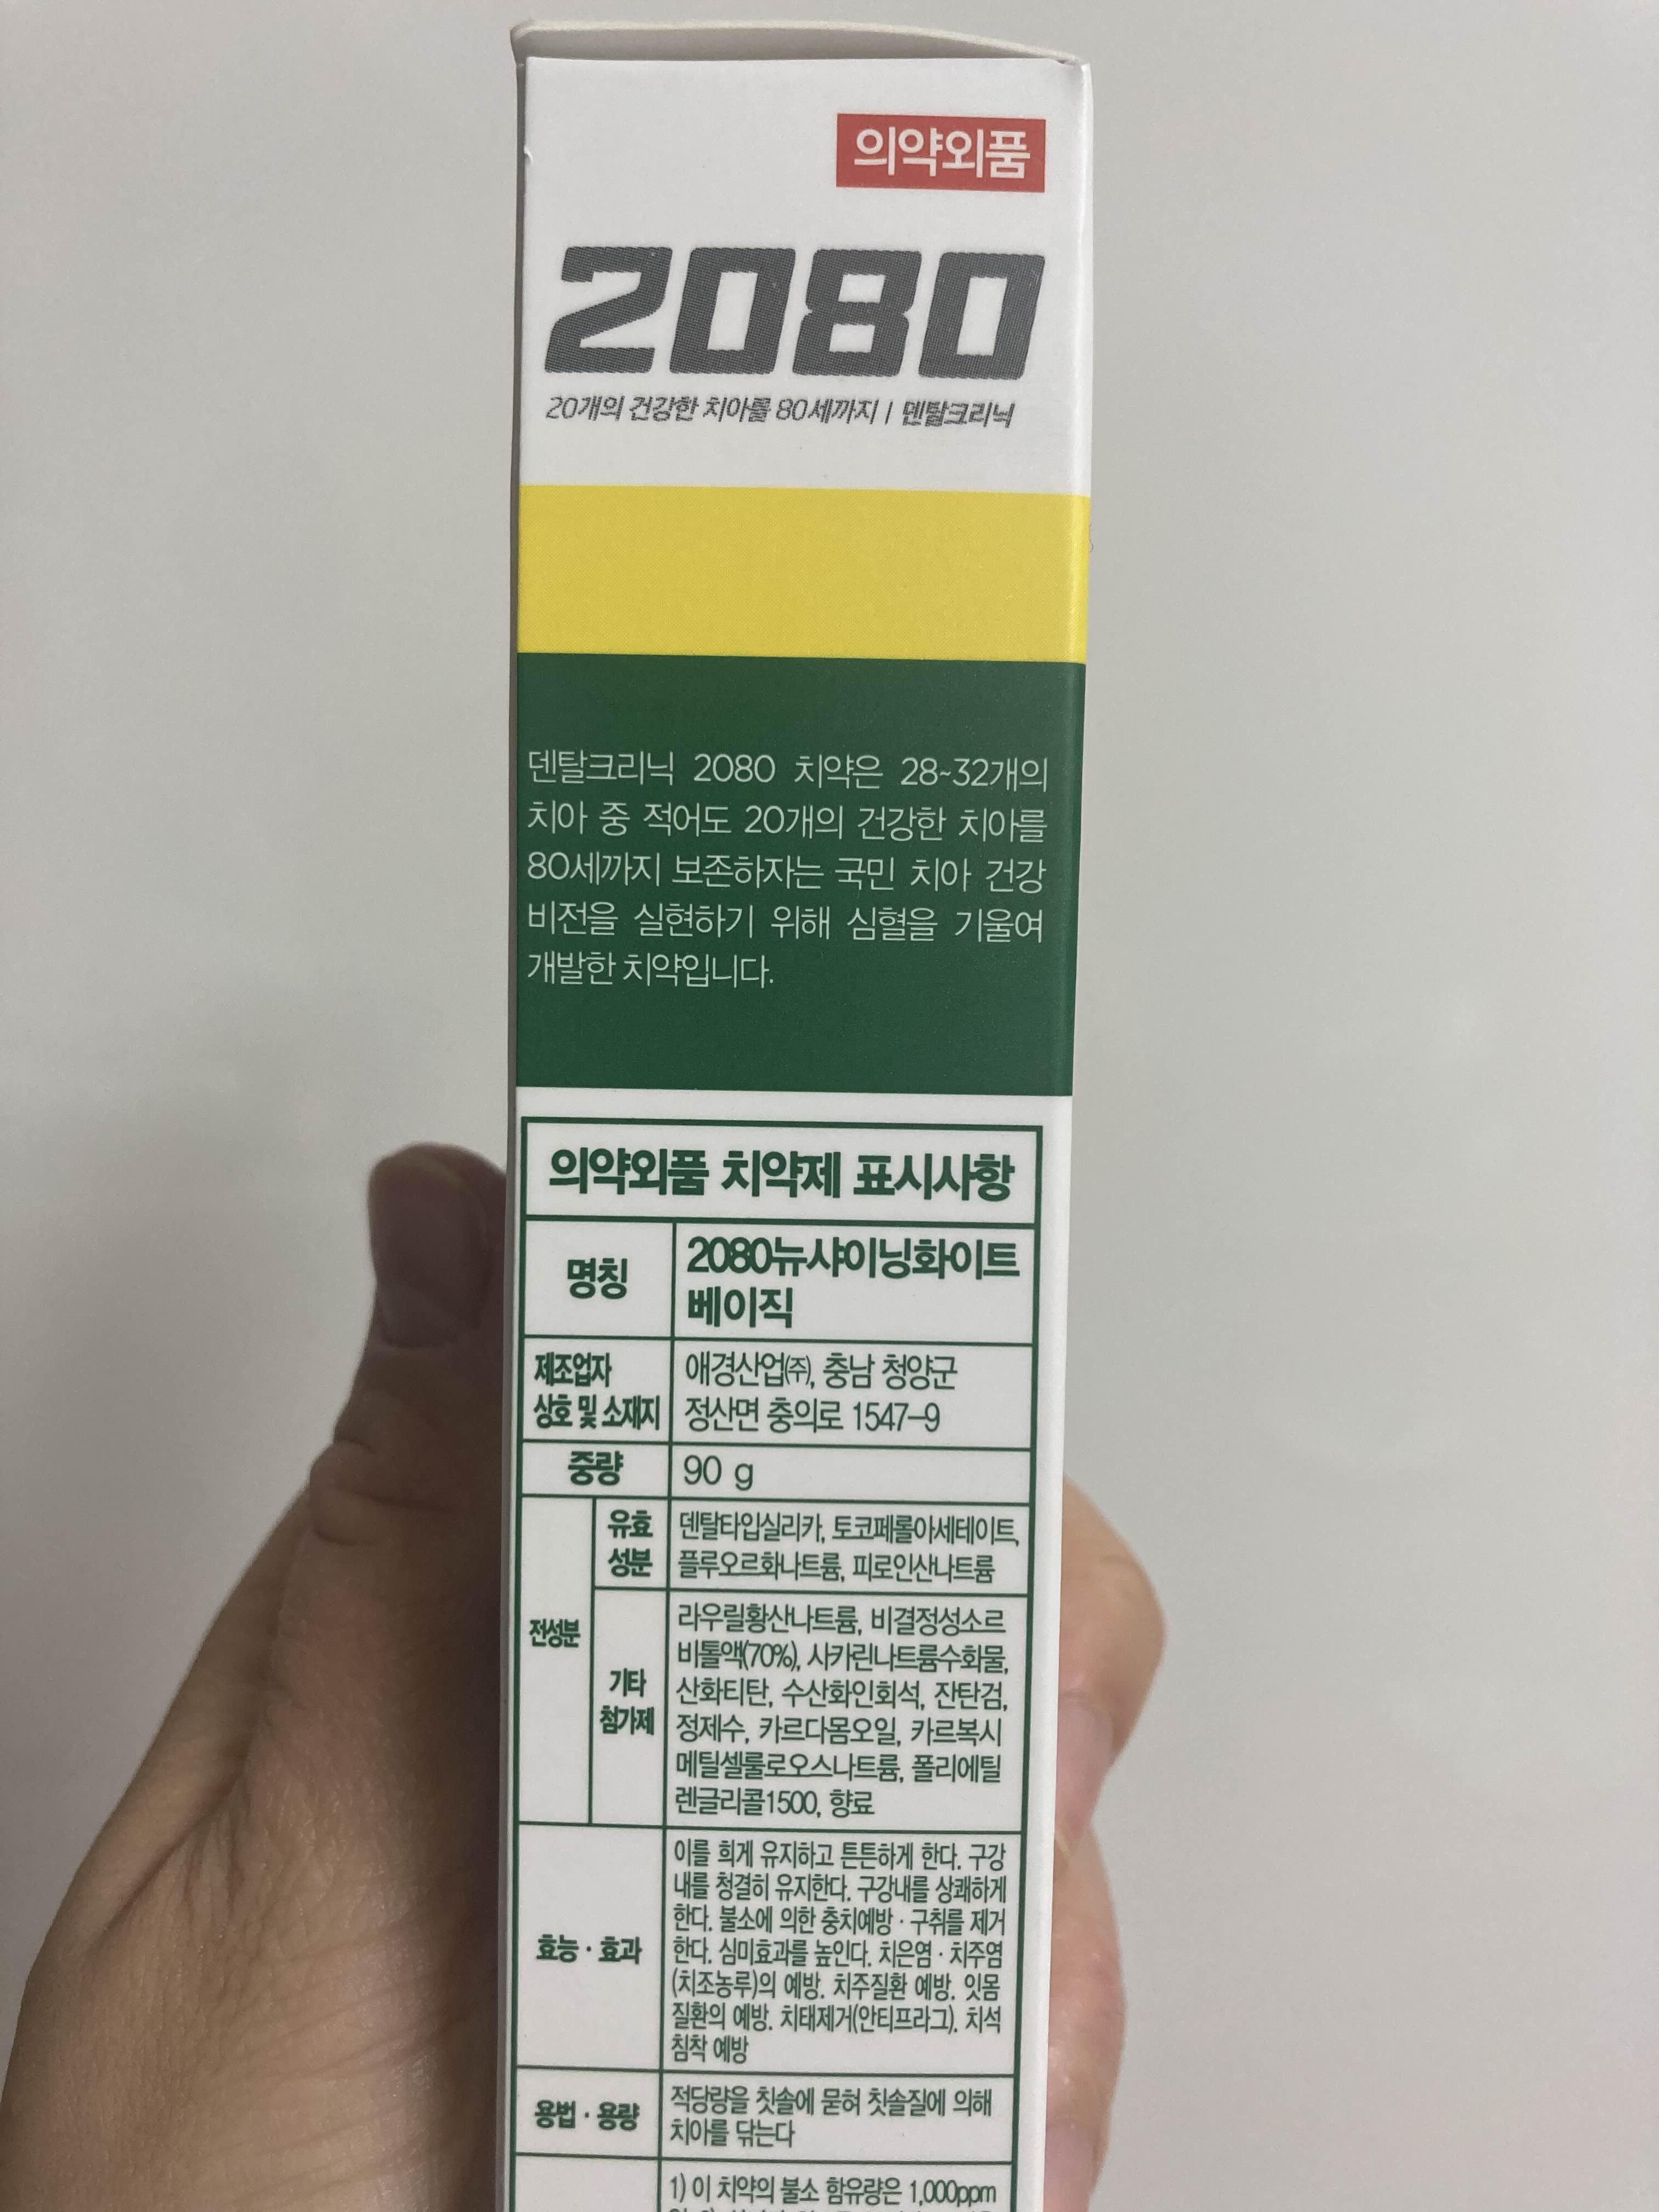 의약외품
2080
20개의 건강한 치아를 80세까지 | 덴탈크리닉
덴탈크리닉 2080 치약은 28~32개의
치아 중 적어도 20개의 건강한 치아를
80세까지 보존하자는 국민 치아 건강
비전을 실현하기 위해 심혈을 기울여
개발한 치약입니다.
의약외품 치약제 표시사항
명칭
2080뉴샤이닝화이트
베이직
제조업자
상호 및 소재지
애경산업㈜, 충남 청양군
정산면 충의로 1547-9
중량
90 g
전성분
유효
성분
덴탈타입실리카, 토코페롤아세테이트,
플루오르화나트륨, 피로인산나트륨
기타
첨가제
라우릴황산나트륨, 비결정성소르
비톨액(70%), 사카린나트륨수화물,
산화티탄, 수산화인회석, 잔탄검,
정제수, 카르다몸오일, 카르복시
메틸셀룰로오스나트륨, 폴리에틸
렌글리콜1500, 향료
효능 · 효과
이를 희게 유지하고 튼튼하게 한다. 구강
내를 청결히 유지한다. 구강내를 상쾌하게
한다. 불소에 의한 충치예방 · 구취를 제거
한다. 심미효과를 높인다. 치은염 · 치주염
(치조농루)의 예방. 치주질환 예방. 잇몸
질환의 예방. 치태제거(안티프라그). 치석
침착 예방
용법 · 용량
적당량을 칫솔에 묻혀 칫솔질에 의해
치아를 닦는다
1) 이 치약의 불소 함유량은 1,000ppm